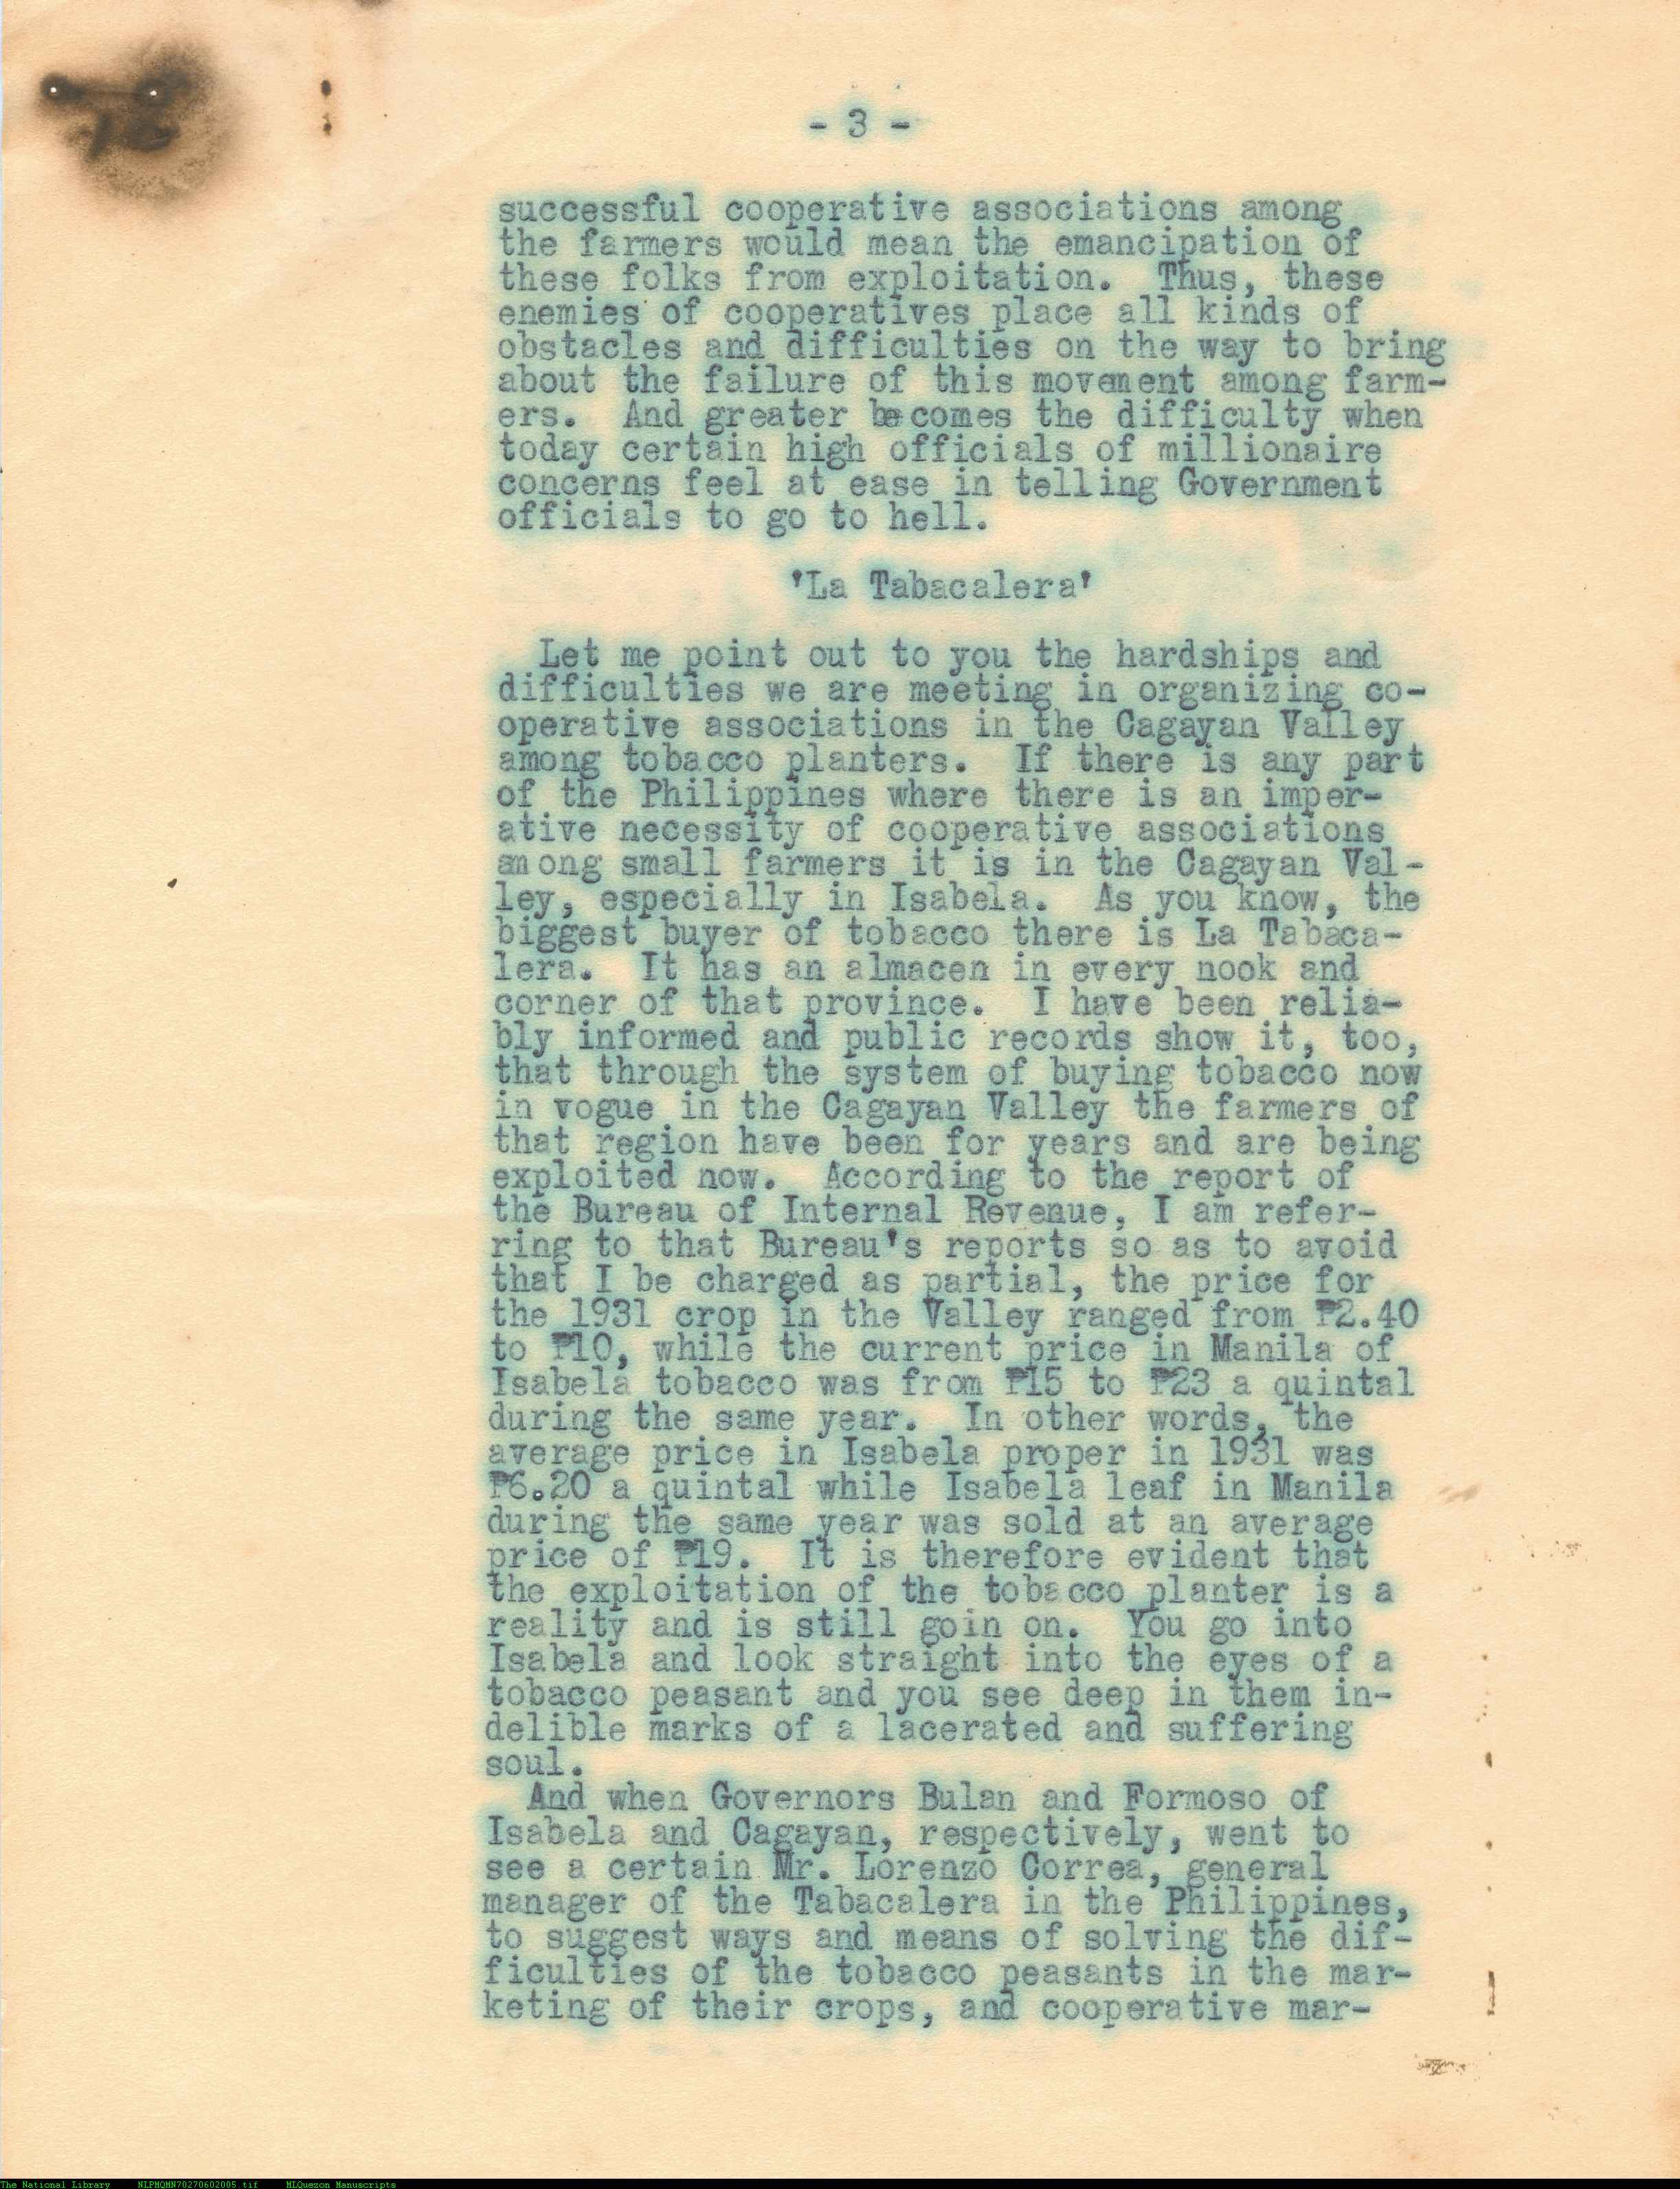 - 3 -
successful cooperative associations among
the farmers would mean the emancipation of
these folks from exploitation. Thus, these
enemies of cooperatives place all kinds of
obstacles and difficulties on the way to bring
about the failure of this movement among farm-
ers. And greater becomes the difficulty when
today certain high officials of millionaire
concerns feel at ease in telling Government
officials to go to hell.
'La Tabacalera'
Let me point out to you the hardships and
difficulties we are meeting in organizing co-
operative associations in the Cagayan Valley
among tobacco planters. If there is any part
of the Philippines where there is an imper-
ative necessity of cooperative associations
among small farmers it is in the Cagayan Val-
ley, especially in Isabela. As you know, the
biggest buyer of tobacco there is La Tabaca-
lera. It has an almacen in every nook and
corner of that province. I have been relia-
bly informed and public records show it, too,
that through the system of buying tobacco now
in vogue in the Cagayan Valley the farmers of
that region have been for years and are being
exploited now. According to the report of
the Bureau of Internal Revenue, I am refer-
ring to that Bureau's reports so as to avoid
that I be charged as partial, the price for
the 1931 crop in the Valley ranged from ₱2.40
to ₱10, while the current price in Manila of
Isabela tobacco was from ₱15 to ₱23 a quintal
during the same year. In other words, the
average price in Isabela proper in 1931 was
₱6.20 a quintal while Isabela leaf in Manila
during the same year was sold at an average
price of ₱19. It is therefore evident that
the exploitation of the tobacco planter is a
reality and is still goin on. You go into
Isabela and look straight into the eyes of a
tobacco peasant and you see deep in them in-
delible marks of a lacerated and suffering
soul.
And when Governors Bulan and Formoso of
Isabela and Cagayan, respectively, went to
see a certain Mr. Lorenzo Correa, general
manager of the Tabacalera in the Philippines,
to suggest ways and means of solving the dif-
ficulties of the tobacco peasants in the mar-
keting of their crops, and cooperative mar-
The National Library NLPMQMN70270602005.tif MLQuezon Manuscripts